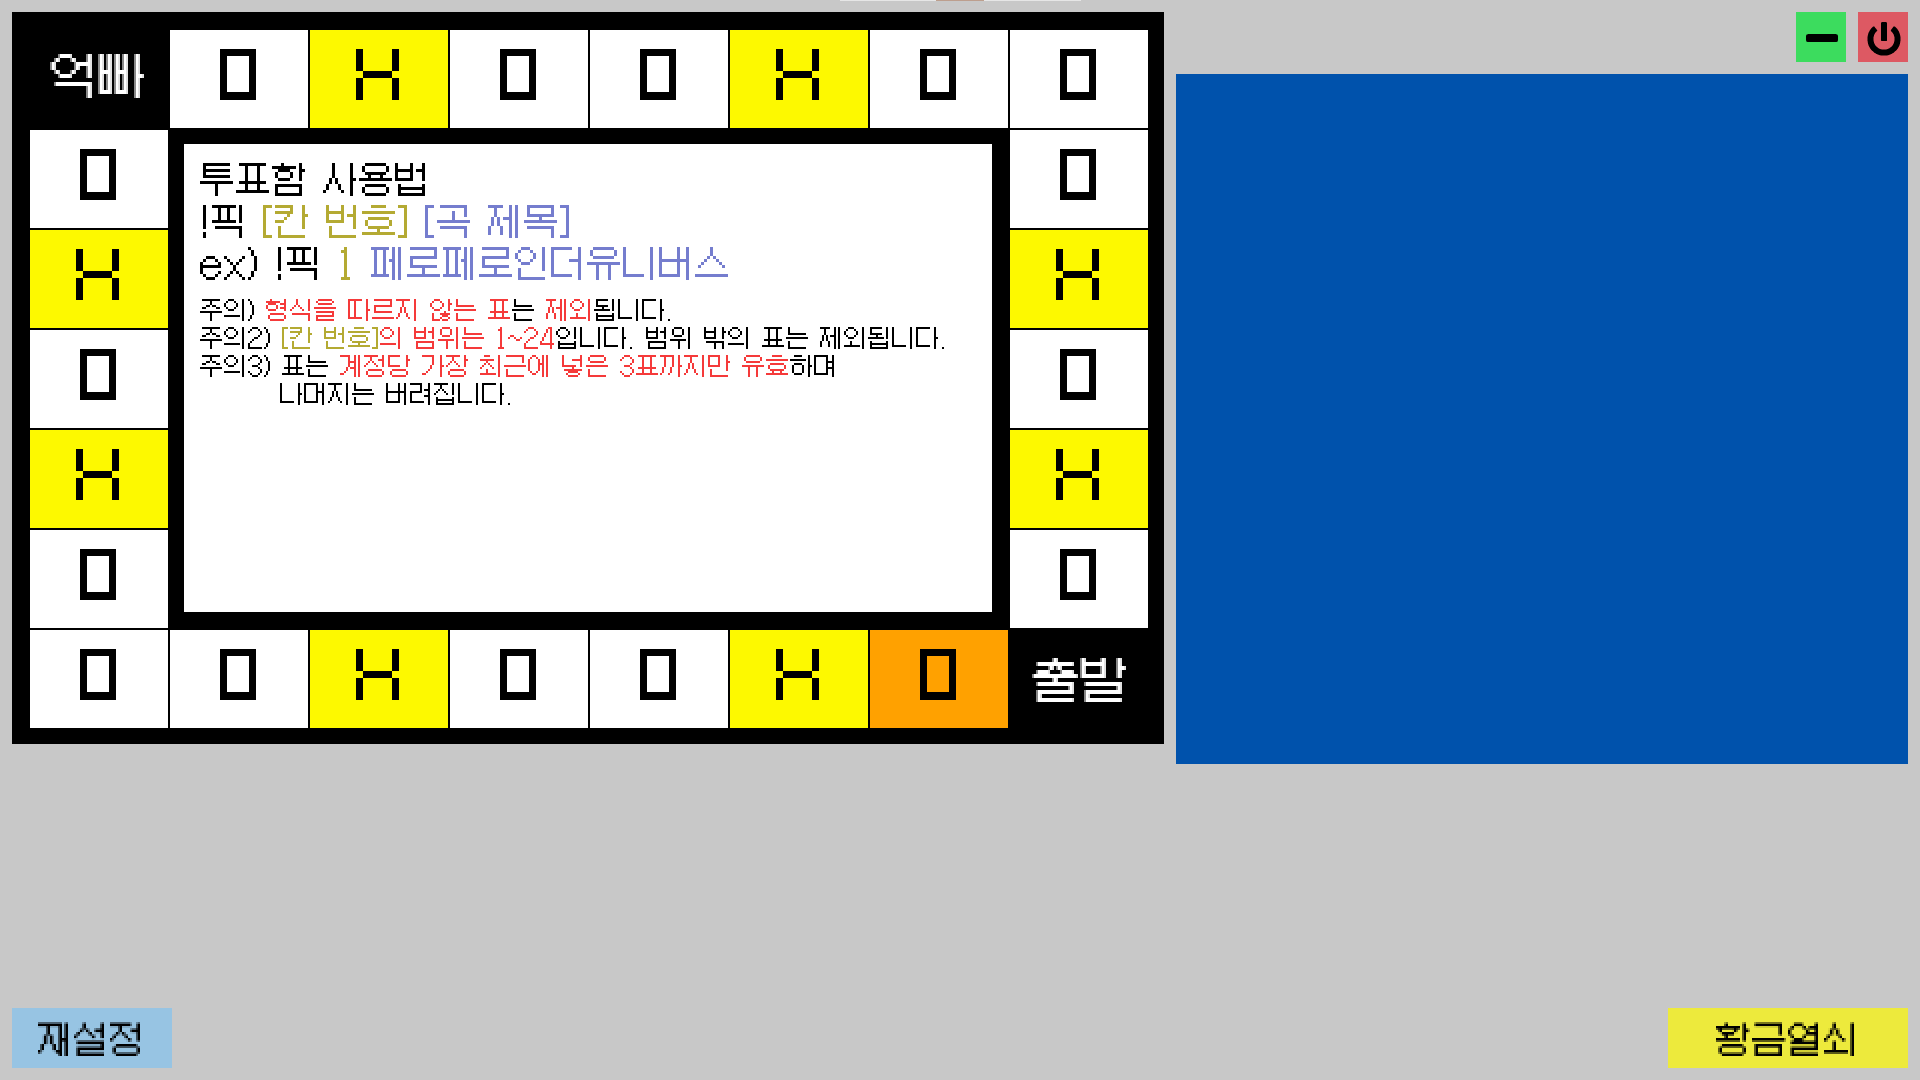 억빠 O X O O X O O
O O
X X
O O
X X
O O
O O X O O X O 출발
투표함 사용법
!픽 [칸 번호] [곡 제목]
ex) !픽 1 페로페로인더유니버스
주의) 형식을 따르지 않는 표는 제외됩니다.
주의2) [칸 번호]의 범위는 1~24입니다. 범위 밖의 표는 제외됩니다.
주의3) 표는 계정당 가장 최근에 넣은 3표까지만 유효하며
나머지는 버려집니다.
재설정
황금열쇠